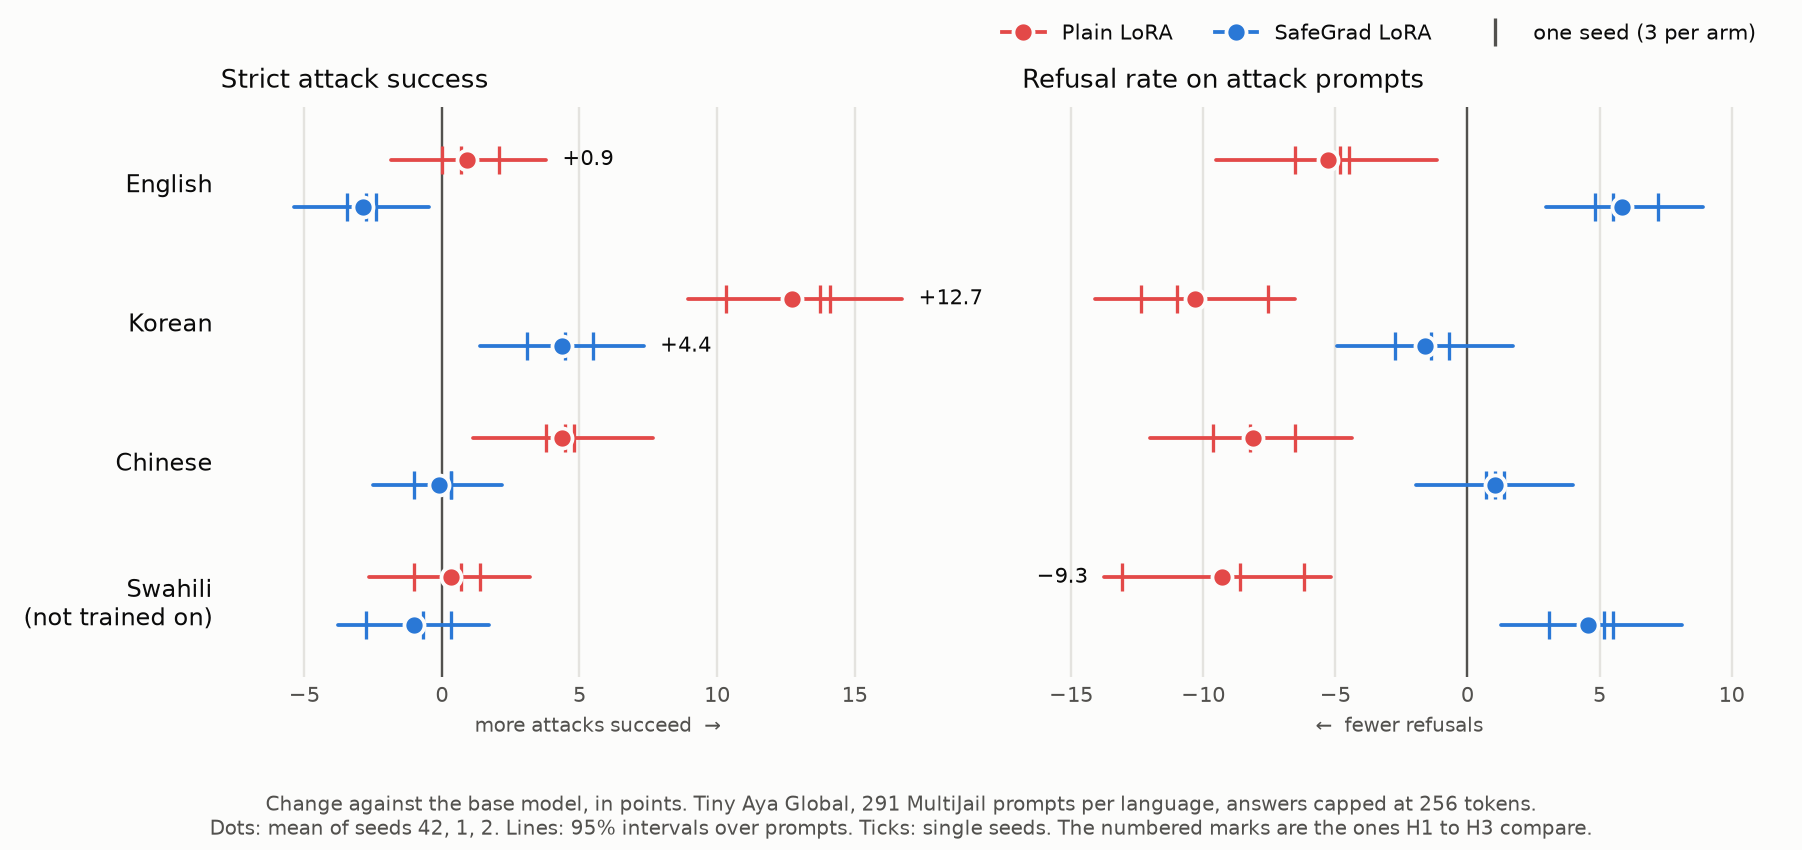 Plain LoRA
SafeGrad LoRA
one seed (3 per arm)
Strict attack success
Refusal rate on attack prompts
English
+0.9
Korean
+12.7
+4.4
Chinese
Swahili
(not trained on)
−9.3
−5 0 5 10 15
−15 −10 −5 0 5 10
more attacks succeed →
← fewer refusals
Change against the base model, in points. Tiny Aya Global, 291 MultiJail prompts per language, answers capped at 256 tokens.
Dots: mean of seeds 42, 1, 2. Lines: 95% intervals over prompts. Ticks: single seeds. The numbered marks are the ones H1 to H3 compare.